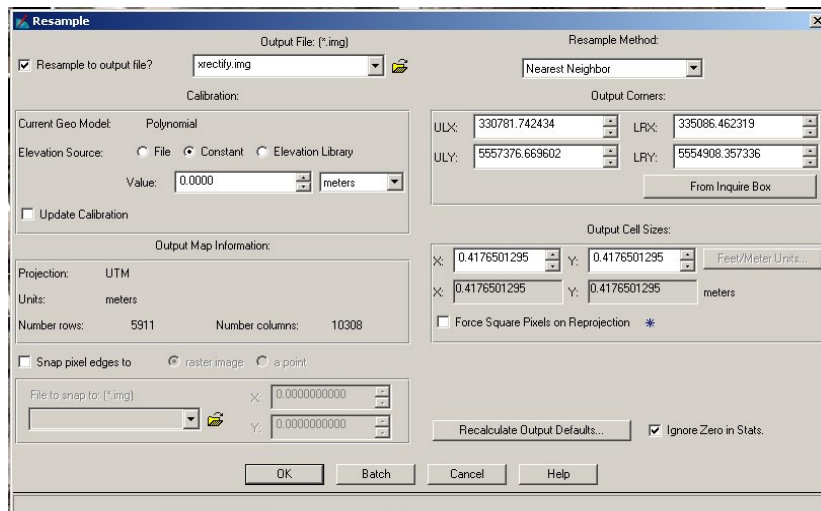 Resample
Output File: (*.img)
Resample Method:
Resample to output file?
xrectify.img
Nearest Neighbor
Calibration:
Output Corners:
Current Geo Model: Polynomial
ULX: 330781.742434 LRX: 335086.462319
Elevation Source: File Constant Elevation Library
ULY: 5557376.669602 LRY: 5554908.357336
Value: 0.0000 meters
From Inquire Box
Update Calibration
Output Map Information:
Output Cell Sizes:
Projection: UTM
X: 0.4176501295 Y: 0.4176501295 Feet/Meter Units...
Units: meters
X: 0.4176501295 Y: 0.4176501295 meters
Number rows: 5911 Number columns: 10308
Force Square Pixels on Reprojection
Snap pixel edges to raster image a point
File to snap to: (*.img)
X: 0.0000000000
Y: 0.0000000000
Recalculate Output Defaults... Ignore Zero in Stats.
OK Batch Cancel Help